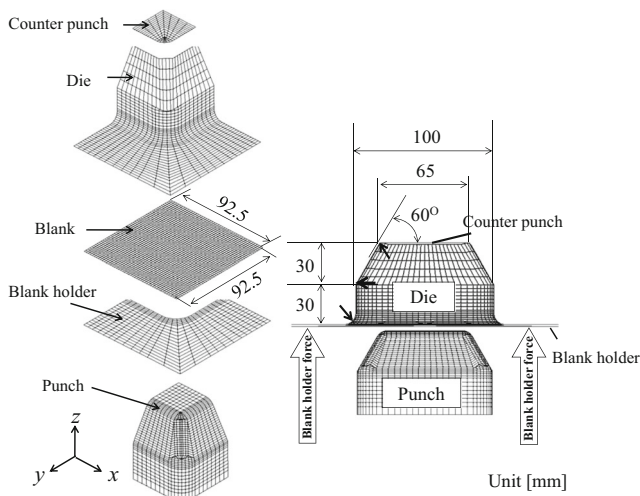 Counter punch
Die
92.5
Blank
92.5
Blank holder
Punch
z
y
x
100
65
60O
Counter punch
30
30
Die
Blank holder force
Blank holder force
Blank holder
Punch
Unit [mm]